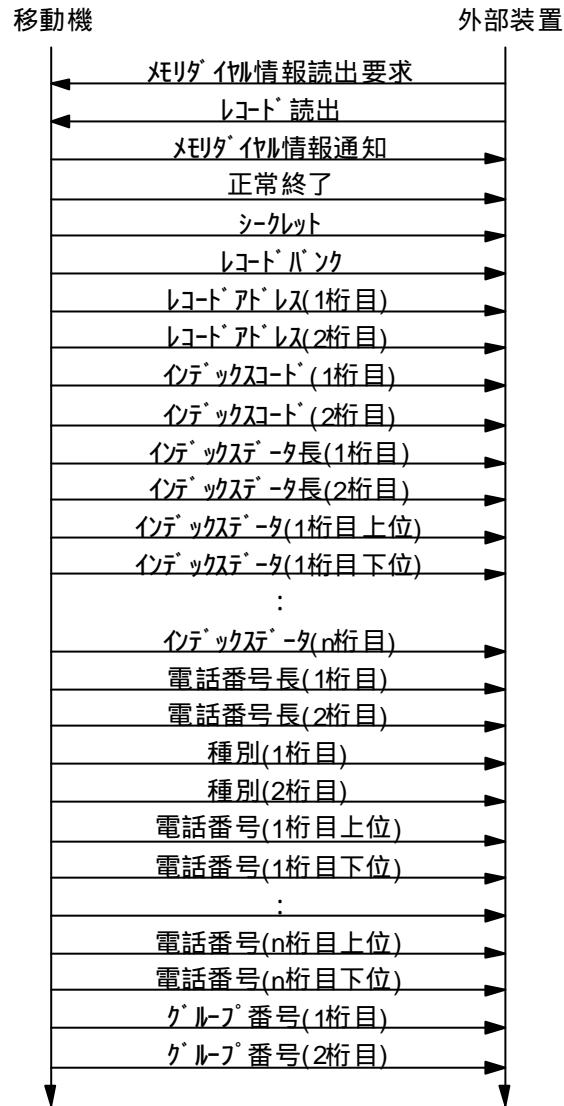 移動機 外部装置
ﾒﾓﾘﾀﾞｲﾔﾙ情報読出要求
ﾚｺｰﾄﾞ読出
ﾒﾓﾘﾀﾞｲﾔﾙ情報通知
正常終了
ｼｰｸﾚｯﾄ
ﾚｺｰﾄﾞﾊﾞﾝｸ
ﾚｺｰﾄﾞｱﾄﾞﾚｽ(1桁目)
ﾚｺｰﾄﾞｱﾄﾞﾚｽ(2桁目)
ｲﾝﾃﾞｯｸｽｺｰﾄﾞ(1桁目)
ｲﾝﾃﾞｯｸｽｺｰﾄﾞ(2桁目)
ｲﾝﾃﾞｯｸｽﾃﾞｰﾀ長(1桁目)
ｲﾝﾃﾞｯｸｽﾃﾞｰﾀ長(2桁目)
ｲﾝﾃﾞｯｸｽﾃﾞｰﾀ(1桁目上位)
ｲﾝﾃﾞｯｸｽﾃﾞｰﾀ(1桁目下位)
:
ｲﾝﾃﾞｯｸｽﾃﾞｰﾀ(n桁目)
電話番号長(1桁目)
電話番号長(2桁目)
種別(1桁目)
種別(2桁目)
電話番号(1桁目上位)
電話番号(1桁目下位)
:
電話番号(n桁目上位)
電話番号(n桁目下位)
ｸﾞﾙｰﾌﾟ番号(1桁目)
ｸﾞﾙｰﾌﾟ番号(2桁目)